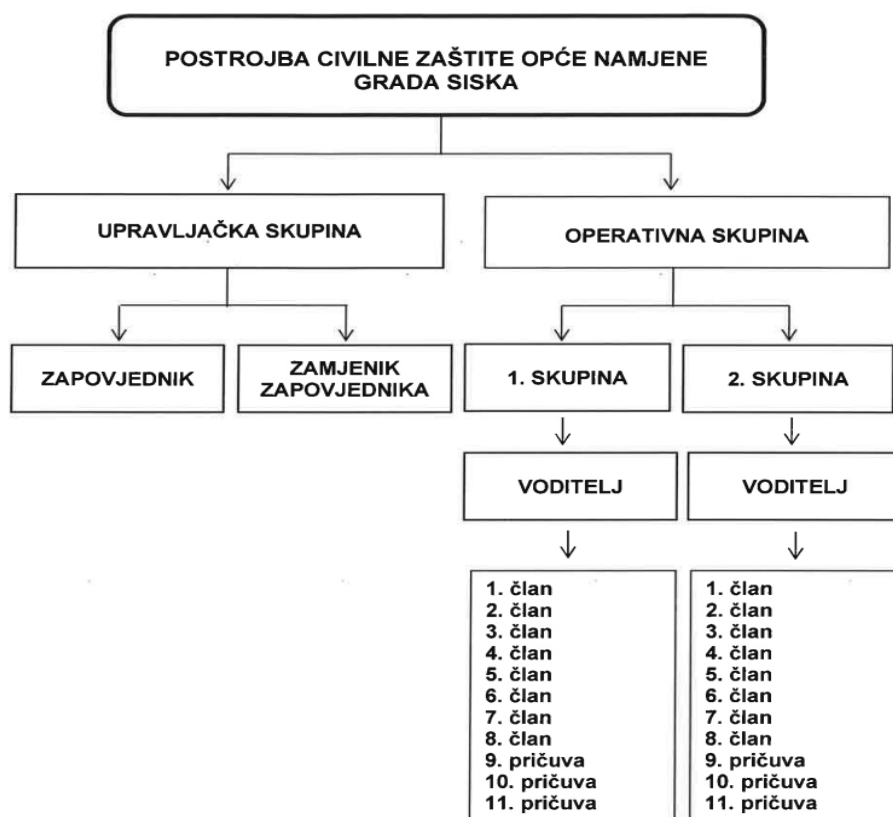 POSTROJBA CIVILNE ZAŠTITE OPĆE NAMJENE
GRADA SISKA
UPRAVLJAČKA SKUPINA
OPERATIVNA SKUPINA
ZAPOVJEDNIK
ZAMJENIK
ZAPOVJEDNIKA
1. SKUPINA
2. SKUPINA
VODITELJ
VODITELJ
1. član
2. član
3. član
4. član
5. član
6. član
7. član
8. član
9. pričuva
10. pričuva
11. pričuva
1. član
2. član
3. član
4. član
5. član
6. član
7. član
8. član
9. pričuva
10. pričuva
11. pričuva